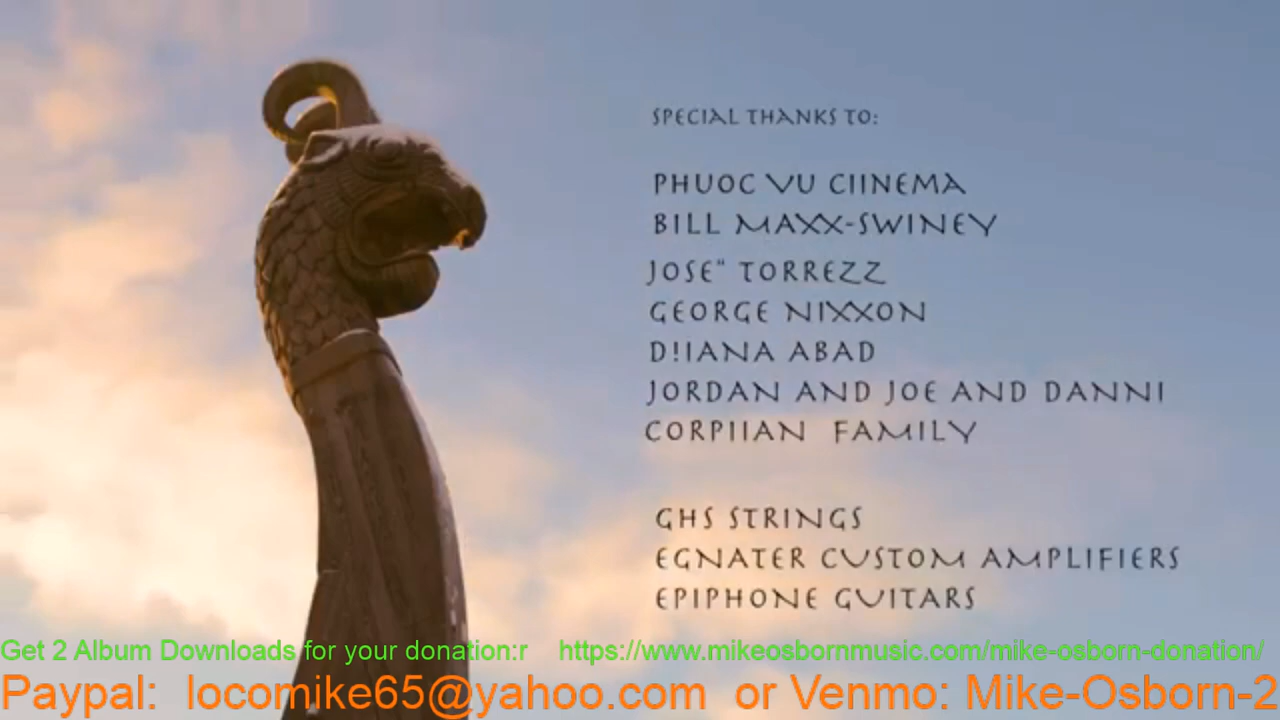 SPECIAL THANKS TO:
PHUOC VU CIINEMA
BILL MAXX-SWINEY
JOSE" TORREZZ
GEORGE NIXXON
D!IANA ABAD
JORDAN AND JOE AND DANNI
CORPIIAN FAMILY
GHS STRINGS
EGNATER CUSTOM AMPLIFIERS
EPIPHONE GUITARS
Get 2 Album Downloads for your donation:r https://www.mikeosbornmusic.com/mike-osborn-donation/
Paypal: locomike65@yahoo.com or Venmo: Mike-Osborn-2